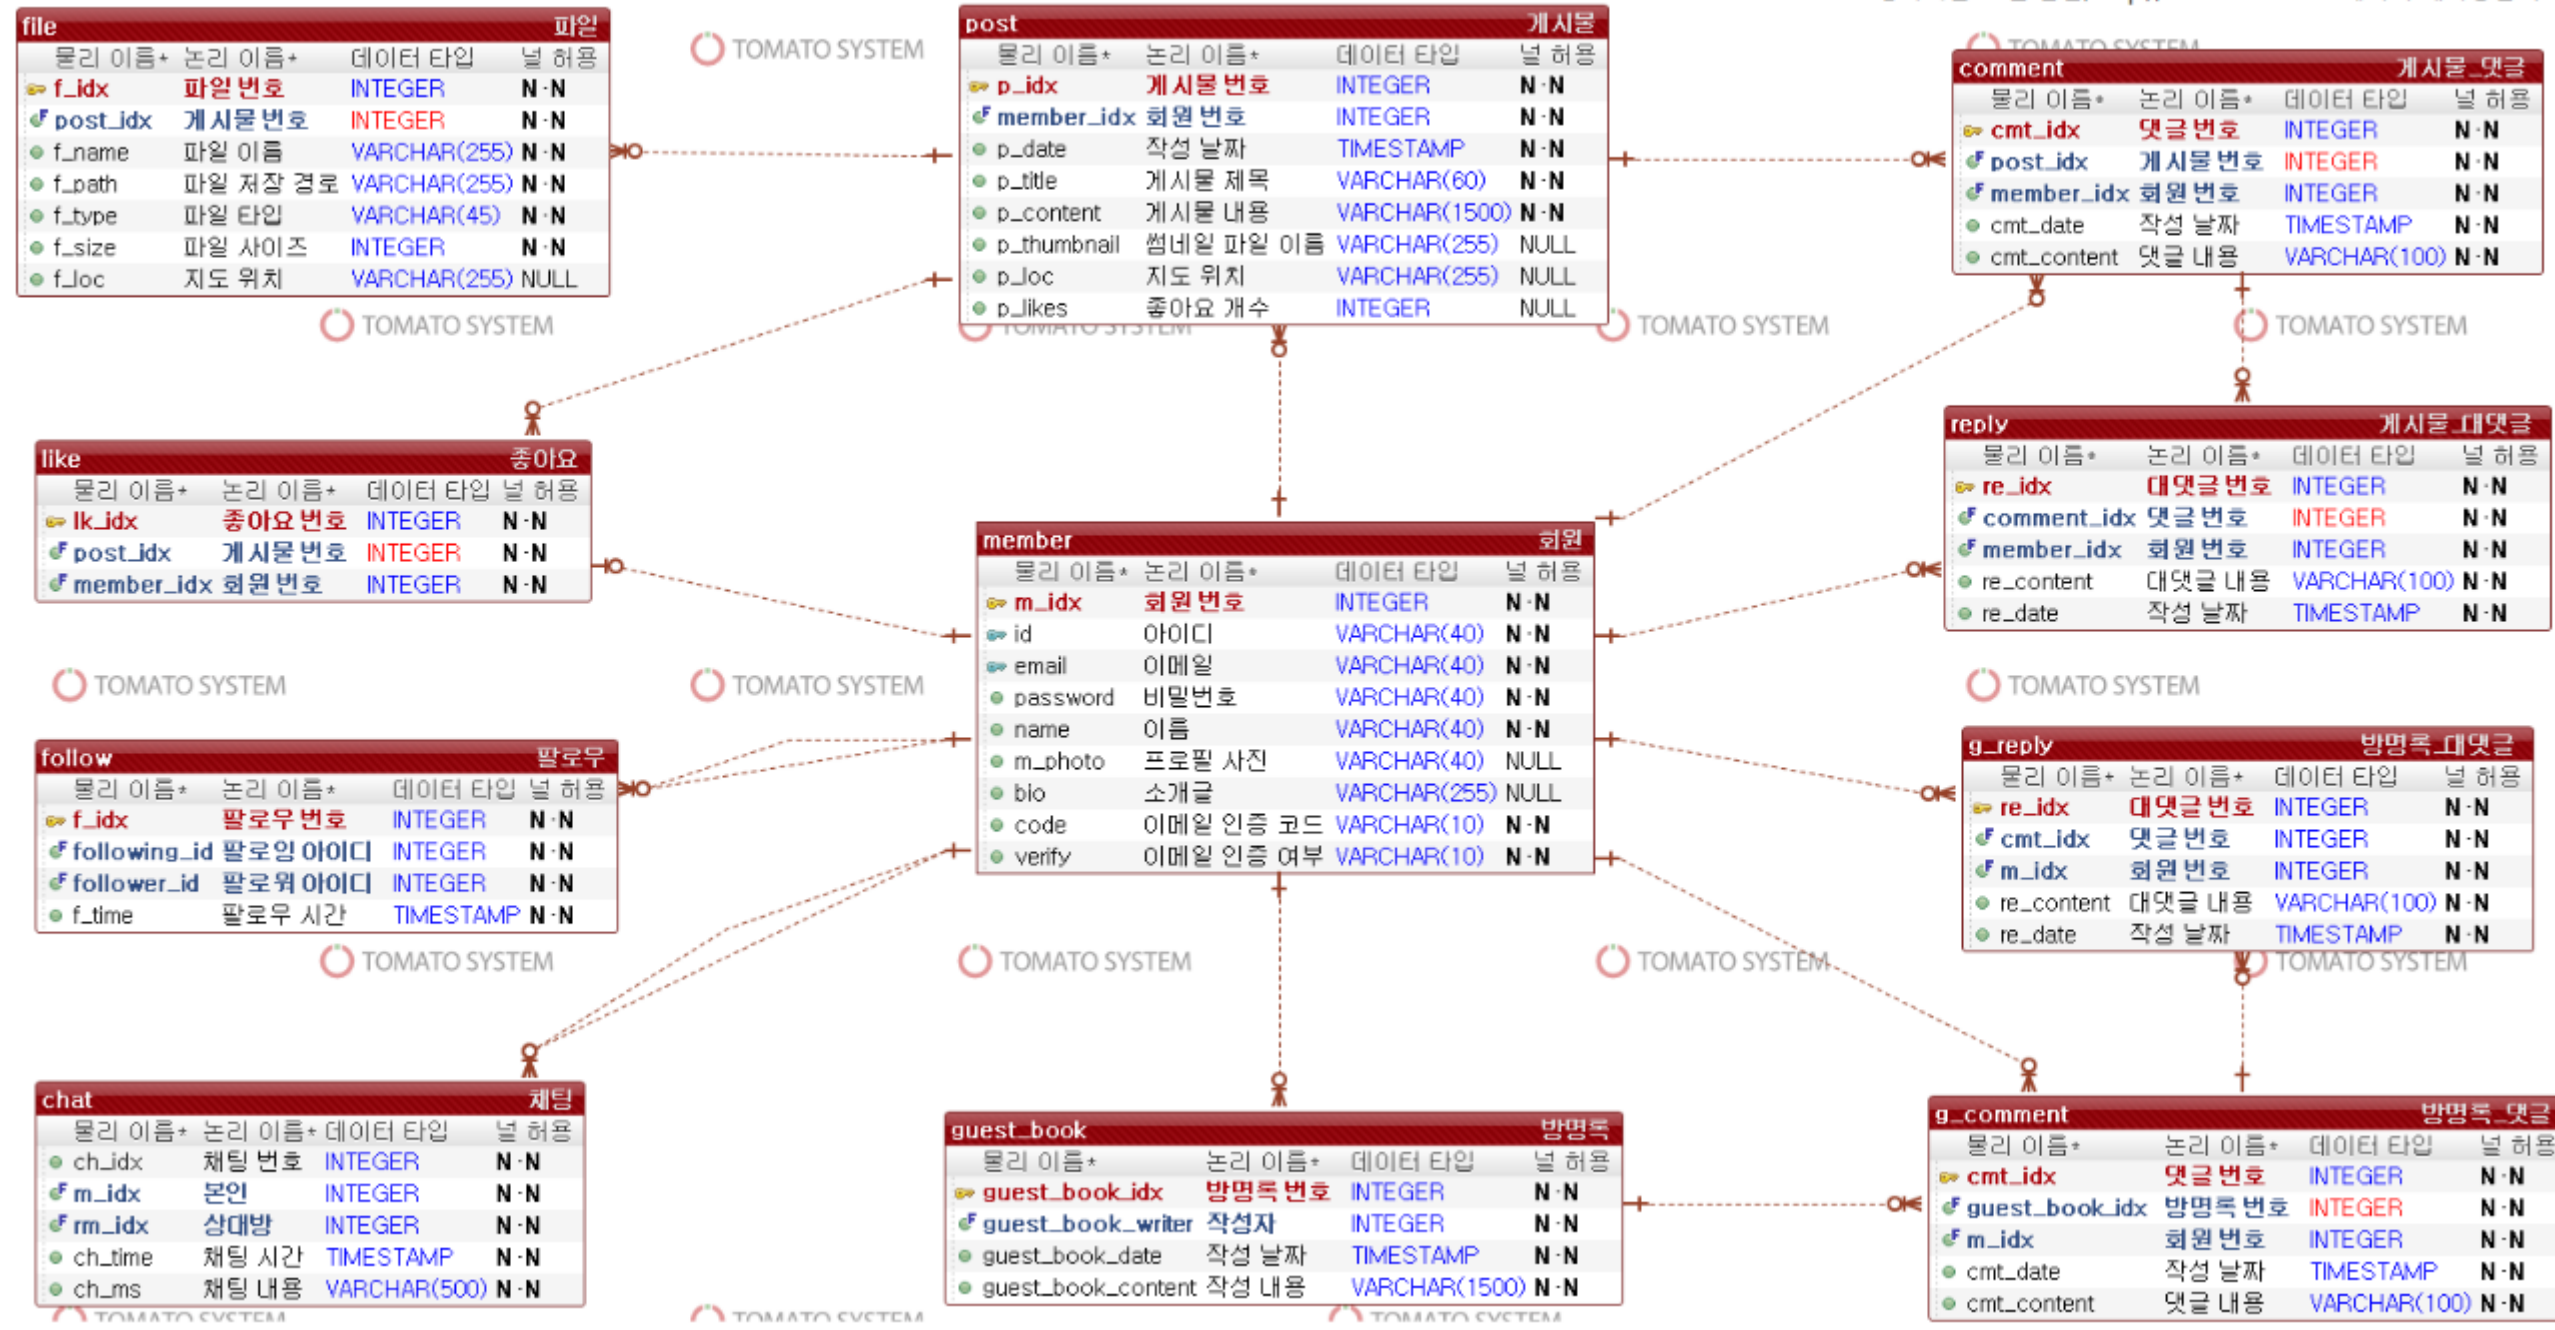 file 파일
물리 이름* 논리 이름* 데이터 타입 널 허용
f_idx 파일 번호 INTEGER N·N
post_idx 게시물 번호 INTEGER N·N
f_name 파일 이름 VARCHAR(255) N·N
f_path 파일 저장 경로 VARCHAR(255) N·N
f_type 파일 타입 VARCHAR(45) N·N
f_size 파일 사이즈 INTEGER N·N
f_loc 지도 위치 VARCHAR(255) NULL
TOMATO SYSTEM
post 게시물
물리 이름* 논리 이름* 데이터 타입 널 허용
p_idx 게시물 번호 INTEGER N·N
member_idx 회원 번호 INTEGER N·N
p_date 작성 날짜 TIMESTAMP N·N
p_title 게시물 제목 VARCHAR(60) N·N
p_content 게시물 내용 VARCHAR(1500) N·N
p_thumbnail 썸네일 파일 이름 VARCHAR(255) NULL
p_loc 지도 위치 VARCHAR(255) NULL
p_likes 좋아요 개수 INTEGER NULL
TOMATO SYSTEM
comment 게시물_댓글
물리 이름* 논리 이름* 데이터 타입 널 허용
cmt_idx 댓글 번호 INTEGER N·N
post_idx 게시물 번호 INTEGER N·N
member_idx 회원 번호 INTEGER N·N
cmt_date 작성 날짜 TIMESTAMP N·N
cmt_content 댓글 내용 VARCHAR(100) N·N
TOMATO SYSTEM
TOMATO SYSTEM
TOMATO SYSTEM
TOMATO SYSTEM
like 좋아요
물리 이름* 논리 이름* 데이터 타입 널 허용
lk_idx 좋아요 번호 INTEGER N·N
post_idx 게시물 번호 INTEGER N·N
member_idx 회원 번호 INTEGER N·N
member 회원
물리 이름* 논리 이름* 데이터 타입 널 허용
m_idx 회원 번호 INTEGER N·N
id 아이디 VARCHAR(40) N·N
email 이메일 VARCHAR(40) N·N
password 비밀번호 VARCHAR(40) N·N
name 이름 VARCHAR(40) N·N
m_photo 프로필 사진 VARCHAR(40) NULL
bio 소개글 VARCHAR(255) NULL
code 이메일 인증 코드 VARCHAR(10) N·N
verify 이메일 인증 여부 VARCHAR(10) N·N
reply 게시물_대댓글
물리 이름* 논리 이름* 데이터 타입 널 허용
re_idx 대댓글 번호 INTEGER N·N
comment_idx 댓글 번호 INTEGER N·N
member_idx 회원 번호 INTEGER N·N
re_content 대댓글 내용 VARCHAR(100) N·N
re_date 작성 날짜 TIMESTAMP N·N
TOMATO SYSTEM
TOMATO SYSTEM
TOMATO SYSTEM
follow 팔로우
물리 이름* 논리 이름* 데이터 타입 널 허용
f_idx 팔로우 번호 INTEGER N·N
following_id 팔로잉 아이디 INTEGER N·N
follower_id 팔로워 아이디 INTEGER N·N
f_time 팔로우 시간 TIMESTAMP N·N
g_reply 방명록_대댓글
물리 이름* 논리 이름* 데이터 타입 널 허용
re_idx 대댓글 번호 INTEGER N·N
cmt_idx 댓글 번호 INTEGER N·N
m_idx 회원 번호 INTEGER N·N
re_content 대댓글 내용 VARCHAR(100) N·N
re_date 작성 날짜 TIMESTAMP N·N
TOMATO SYSTEM
TOMATO SYSTEM
TOMATO SYSTEM
TOMATO SYSTEM
chat 채팅
물리 이름* 논리 이름* 데이터 타입 널 허용
ch_idx 채팅 번호 INTEGER N·N
m_idx 본인 INTEGER N·N
rm_idx 상대방 INTEGER N·N
ch_time 채팅 시간 TIMESTAMP N·N
ch_ms 채팅 내용 VARCHAR(500) N·N
guest_book 방명록
물리 이름* 논리 이름* 데이터 타입 널 허용
guest_book_idx 방명록 번호 INTEGER N·N
guest_book_writer 작성자 INTEGER N·N
guest_book_date 작성 날짜 TIMESTAMP N·N
guest_book_content 작성 내용 VARCHAR(1500) N·N
g_comment 방명록_댓글
물리 이름* 논리 이름* 데이터 타입 널 허용
cmt_idx 댓글 번호 INTEGER N·N
guest_book_idx 방명록 번호 INTEGER N·N
m_idx 회원 번호 INTEGER N·N
cmt_date 작성 날짜 TIMESTAMP N·N
cmt_content 댓글 내용 VARCHAR(100) N·N
TOMATO SYSTEM
TOMATO SYSTEM
TOMATO SYSTEM